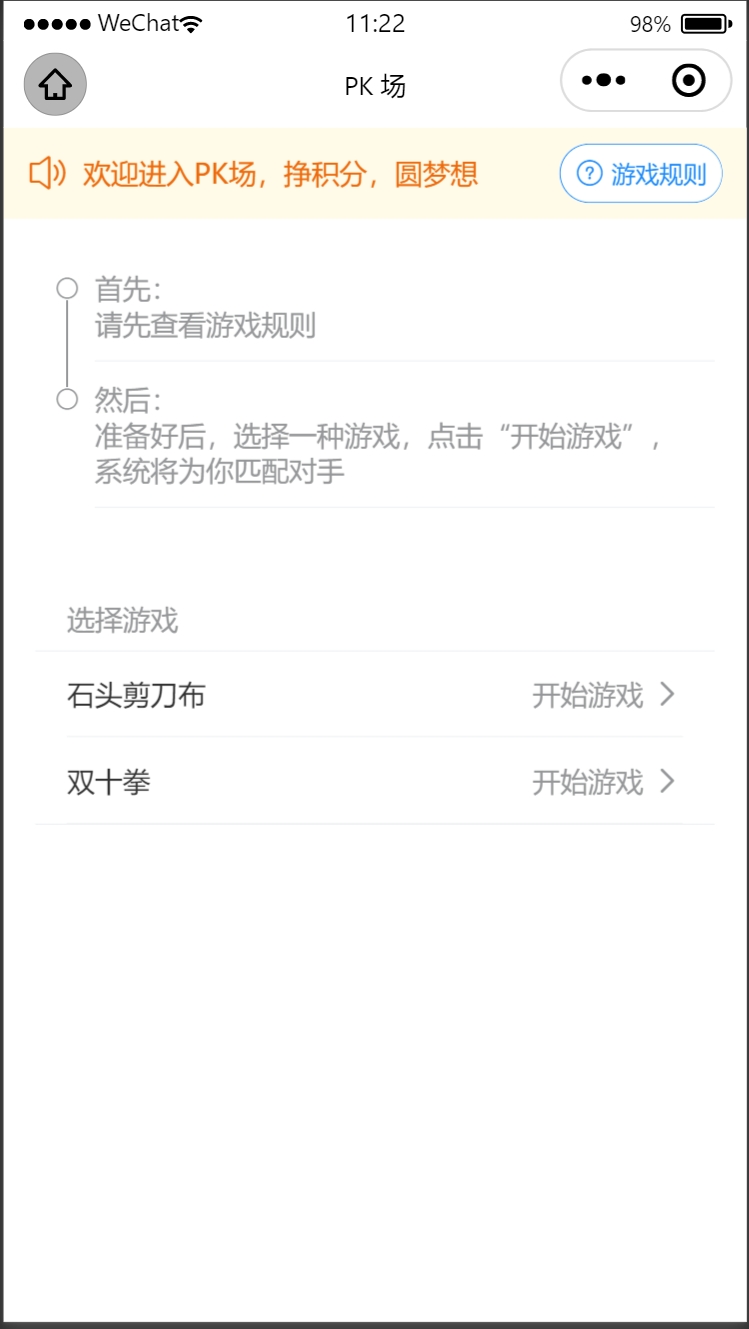 WeChat 11:22 98%
PK 场
欢迎进入PK场，挣积分，圆梦想 游戏规则
首先：
请先查看游戏规则
然后：
准备好后，选择一种游戏，点击“开始游戏”，
系统将为你匹配对手
选择游戏
石头剪刀布 开始游戏
双十拳 开始游戏